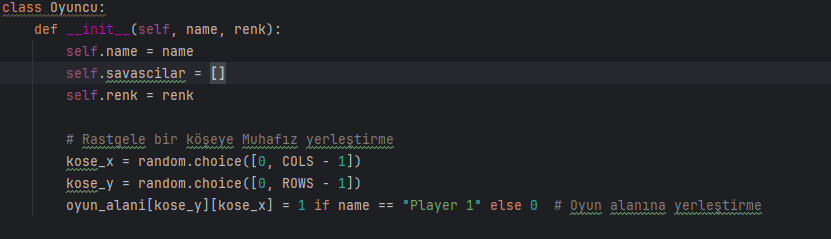 class Oyuncu:
    def __init__(self, name, renk):
        self.name = name
        self.savascilar = []
        self.renk = renk

        # Rastgele bir köşeye Muhafız yerleştirme
        kose_x = random.choice([0, COLS - 1])
        kose_y = random.choice([0, ROWS - 1])
        oyun_alani[kose_y][kose_x] = 1 if name == "Player 1" else 0  # Oyun alanına yerleştirme